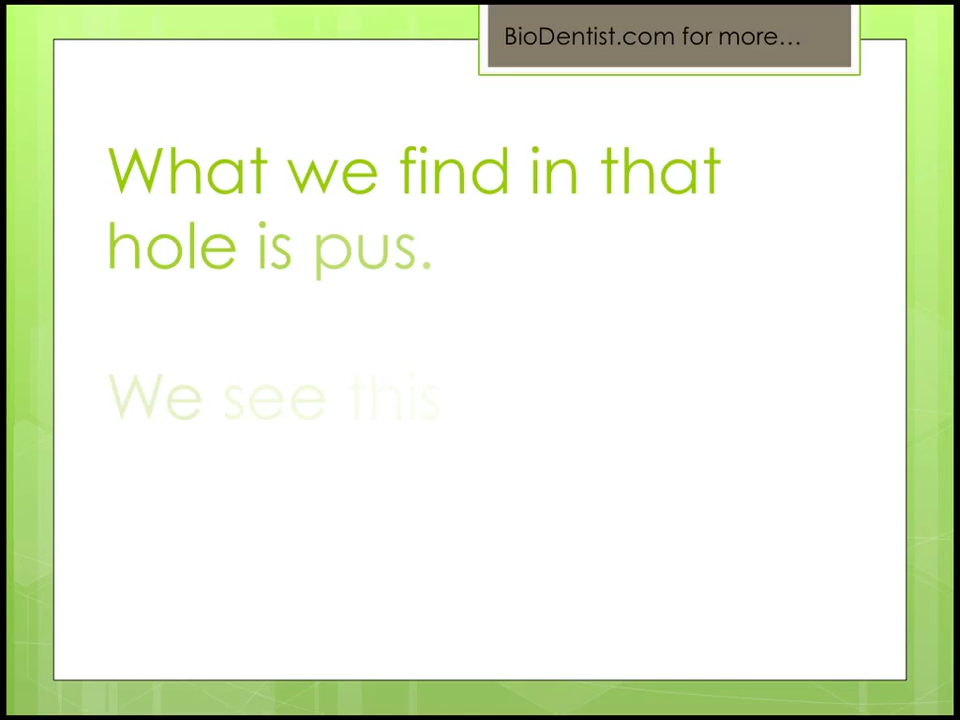 BioDentist.com for more…
What we find in that
hole is pus.
We see this